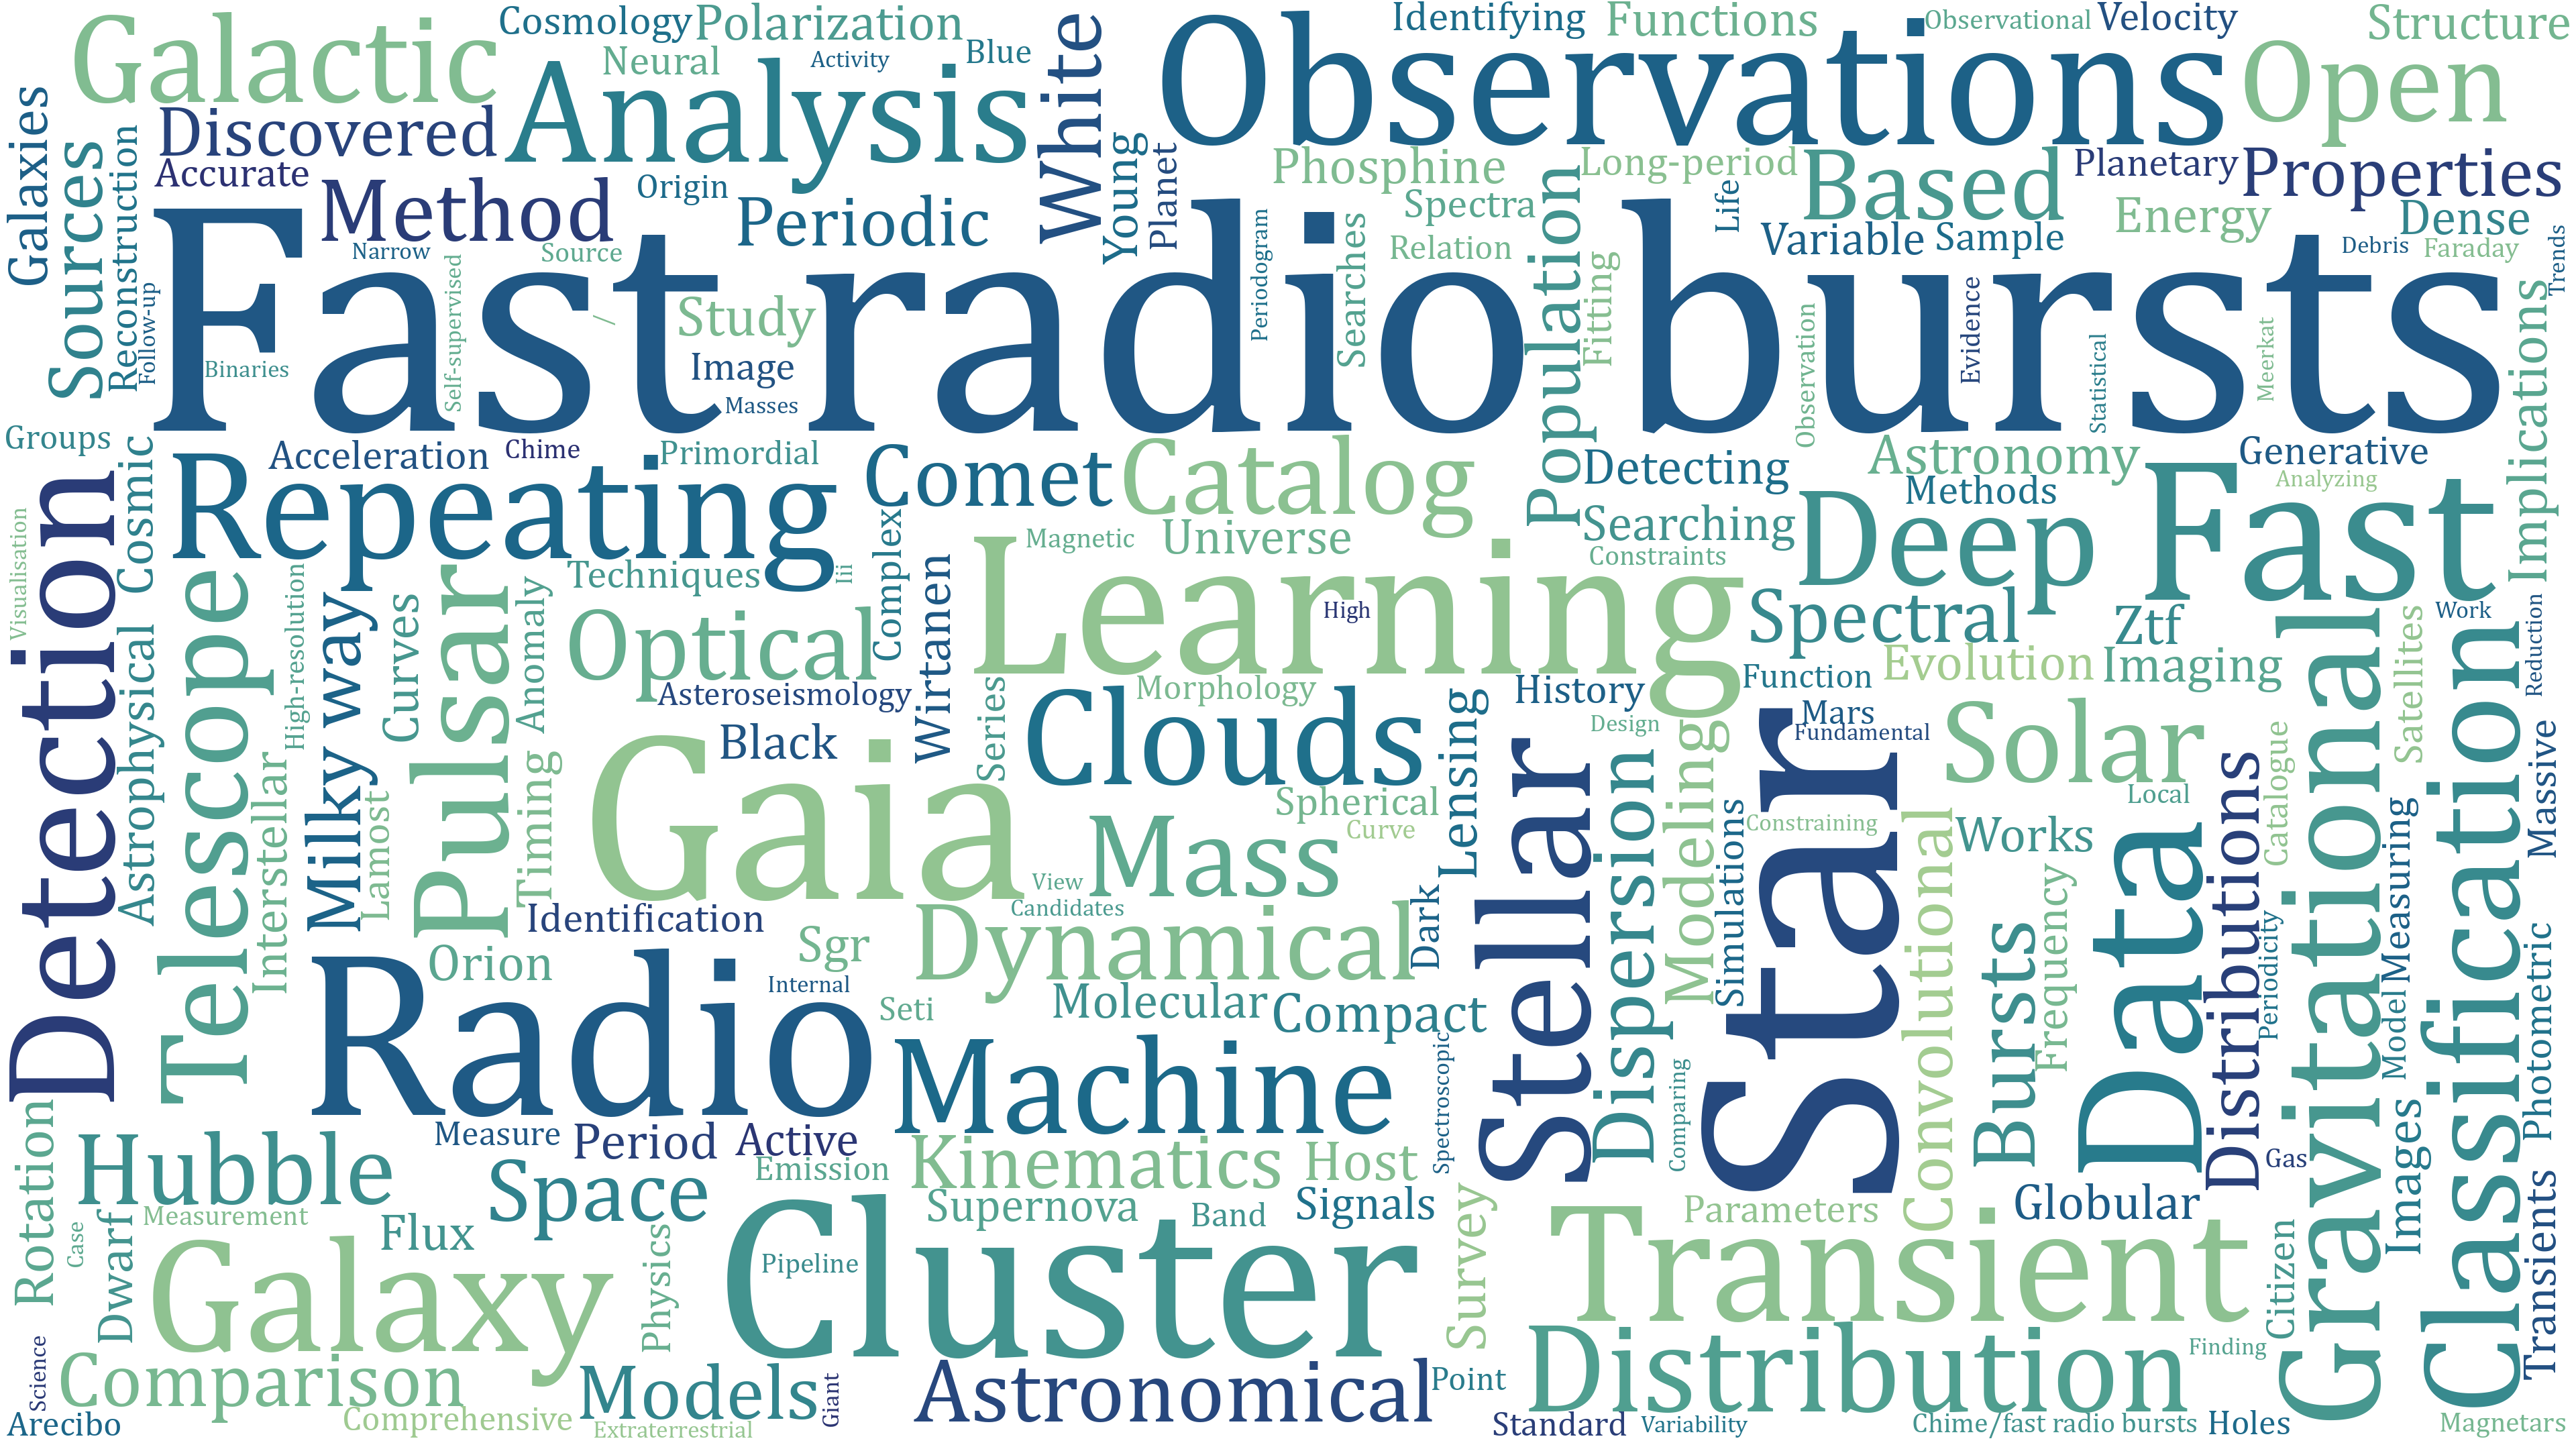 Galactic
Cosmology
Polarization
Observations
Identifying
Functions
Observational
Velocity
Structure
Neural
Activity
Blue
White
Open
Galaxies
Analysis
Discovered
Sources
Reconstruction
Accurate
Method
Origin
Periodic
Young
Planet
Phosphine
Long-period
Based
Planetary
Properties
Spectra
Life
Energy
Dense
Population
Variable
Sample
Relation
Periodogram
Searches
Narrow
Source
Debris
Faraday
Trends
Fast radio bursts
Follow-up
Self-supervised
/
Study
Fitting
Observation
Evidence
Statistical
Meerkat
Implications
Binaries
Image
Masses
Groups
Cosmic
Acceleration
Chime
Primordial
Comet
Catalog
Detecting
Astronomy
Generative
Analyzing
Methods
Repeating
Detection
Visualisation
Telescope
Complex
Magnetic
Universe
Searching
Constraints
Deep
Fast
Techniques
Iii
Learning
High
High-resolution
Milky way
Curves
Pulsar
Anomaly
Optical
Wirtanen
Spectral
Ztf
Work
Reduction
Gravitational
Satellites
Classification
Evolution
Imaging
Function
Astrophysical
Asteroseismology
Morphology
History
Mars
Fundamental
Design
Series
Clouds
Lensing
Black
Interstellar
Timing
Gaia
Stellar
Dispersion
Modeling
Star
Solar
Lamost
Spherical
Curve
Mass
Simulations
Constraining
Convolutional
Works
Local
Catalogue
Distributions
Measuring
Massive
View
Candidates
Dark
Data
Frequency
Identification
Sgr
Dynamical
Orion
Internal
Radio
Seti
Molecular
Compact
Bursts
Periodicity
Model
Photometric
Machine
Spectroscopic
Comparing
Rotation
Hubble
Measure
Period
Active
Emission
Kinematics
Host
Images
Gas
Space
Supernova
Band
Signals
Survey
Parameters
Globular
Transients
Measurement
Case
Dwarf
Flux
Physics
Cluster
Pipeline
Transient
Citizen
Galaxy
Science
Comparison
Models
Giant
Astronomical
Point
Distribution
Finding
Arecibo
Comprehensive
Extraterrestrial
Standard
Variability
Chime/fast radio bursts
Holes
Magnetars